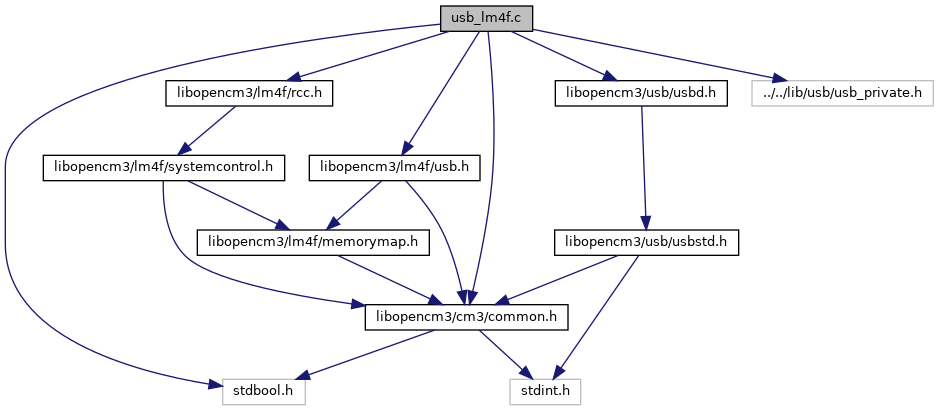 usb_lm4f.c
libopencm3/lm4f/rcc.h
libopencm3/usb/usbd.h
../../lib/usb/usb_private.h
libopencm3/lm4f/systemcontrol.h
libopencm3/lm4f/usb.h
libopencm3/lm4f/memorymap.h
libopencm3/usb/usbstd.h
libopencm3/cm3/common.h
stdbool.h
stdint.h